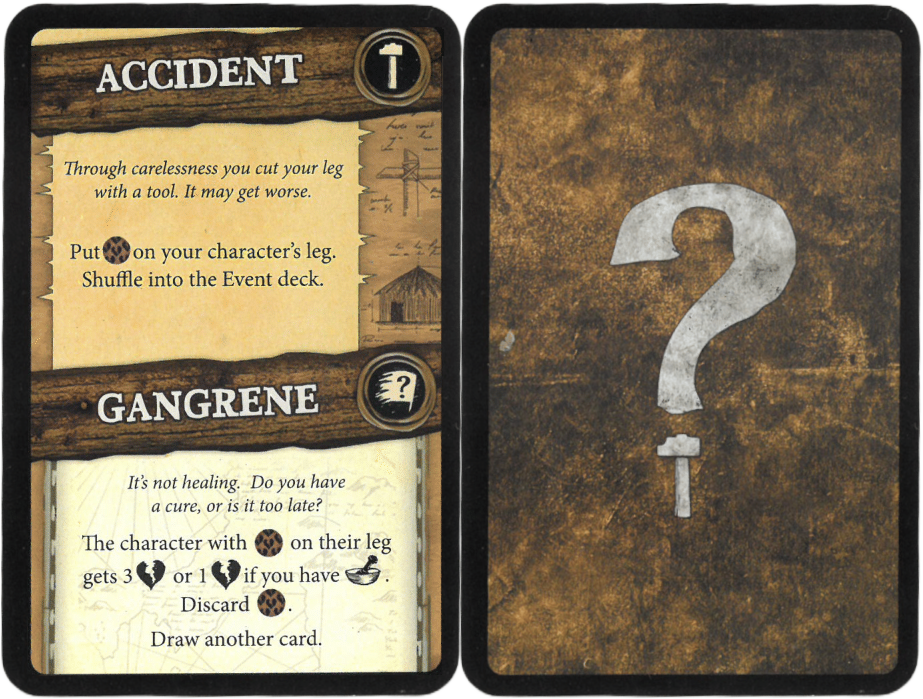 ACCIDENT
Through carelessness you cut your leg
with a tool. It may get worse.
Put on your character's leg.
Shuffle into the Event deck.
GANGRENE
?
It's not healing. Do you have
a cure, or is it too late?
The character with on their leg
gets 3 or 1 if you have .
Discard .
Draw another card.
?